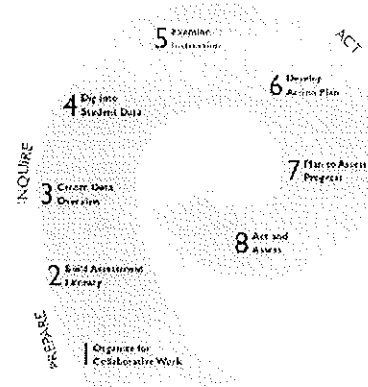 PREPARE
1 Organize for
Collaborative Work
2 Build Assessment
Literacy
INQUIRE
3 Create Data
Overview
4 Dig into
Student Data
5 Examine
Instruction
ACT
6 Develop
Action Plan
7 Plan to Assess
Progress
8 Act and
Assess